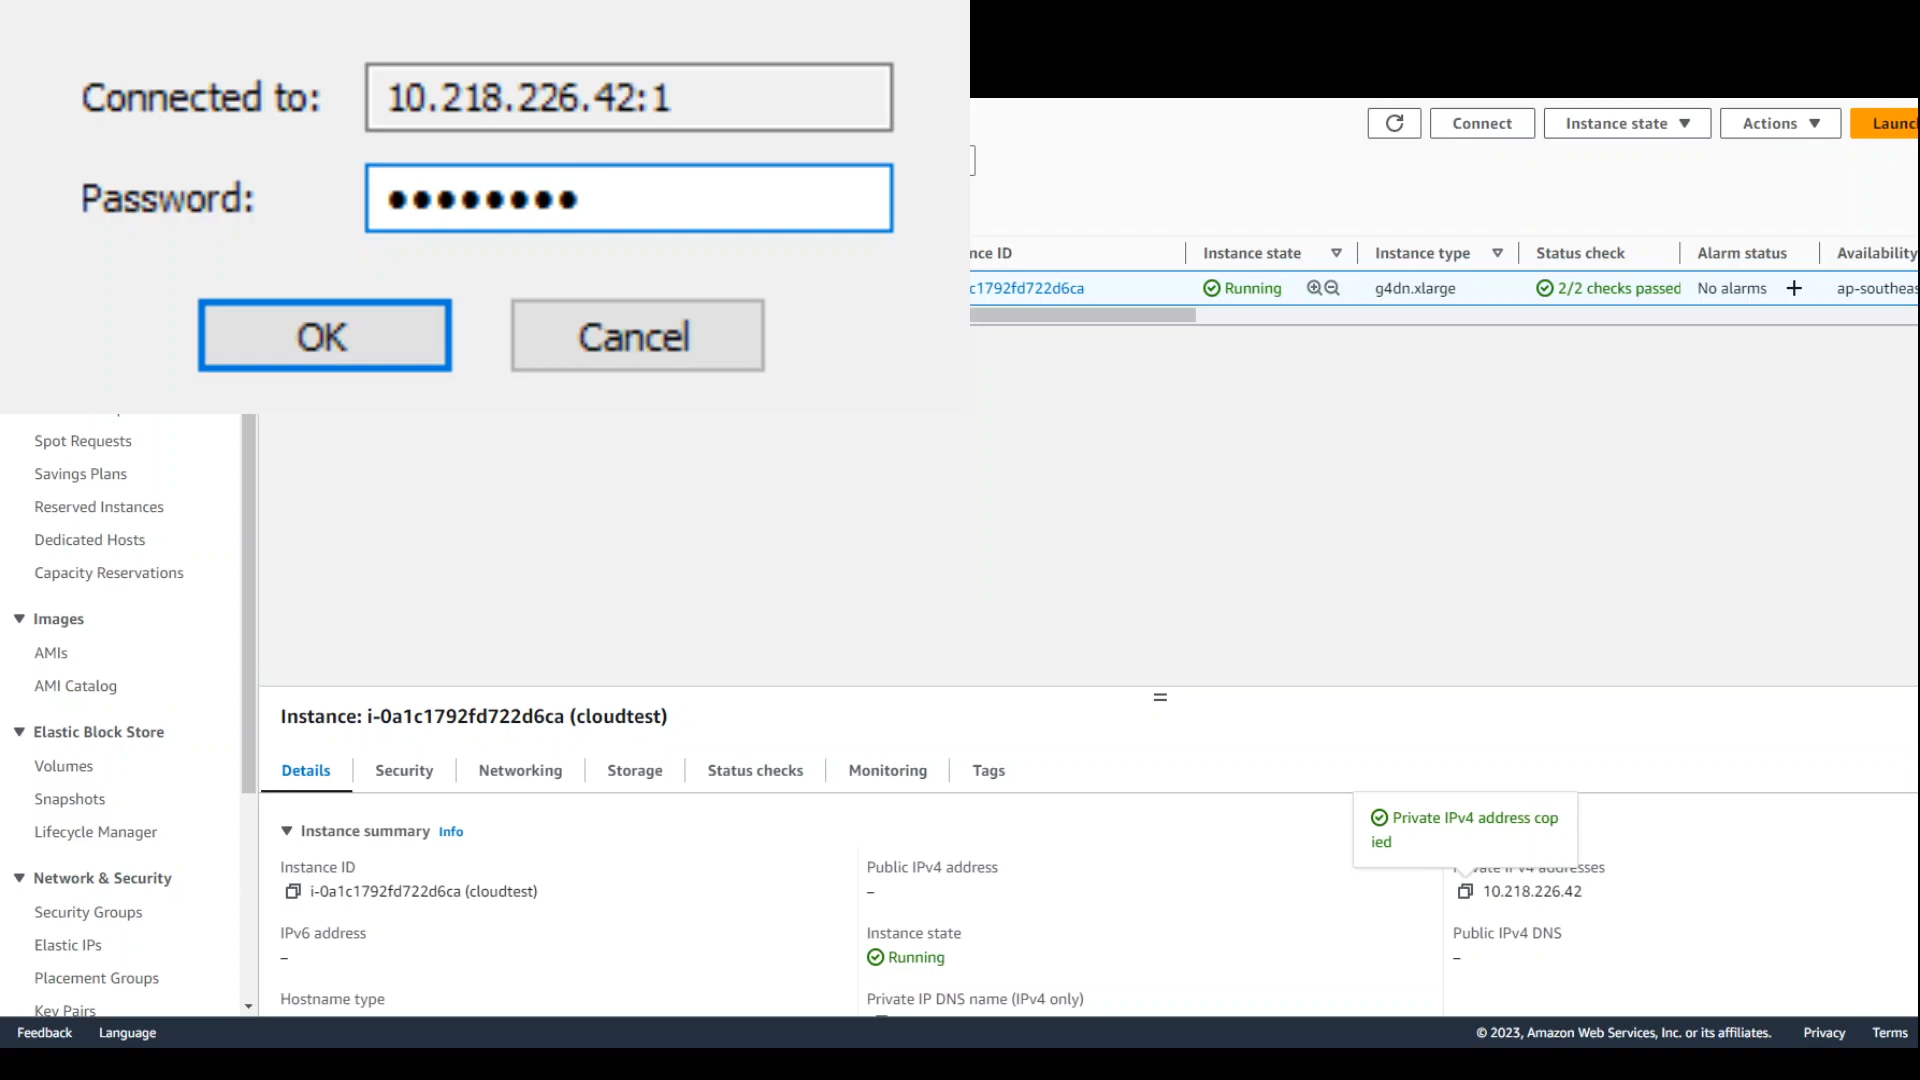 Connected to: 10.218.226.42:1
Password: ●●●●●●●●
OK Cancel
Connect Instance state Actions
nce ID Instance state Instance type Status check Alarm status Availability
c1792fd722d6ca Running g4dn.xlarge 2/2 checks passed No alarms ap-southeas
Spot Requests
Savings Plans
Reserved Instances
Dedicated Hosts
Capacity Reservations
Images
AMIs
AMI Catalog
Elastic Block Store
Volumes
Snapshots
Lifecycle Manager
Network & Security
Security Groups
Elastic IPs
Placement Groups
Key Pairs
Instance: i-0a1c1792fd722d6ca (cloudtest)
Details Security Networking Storage Status checks Monitoring Tags
Private IPv4 address cop
ied
Instance summary Info
Instance ID
i-0a1c1792fd722d6ca (cloudtest)
IPv6 address
–
Hostname type
Public IPv4 address
–
Instance state
Running
Private IP DNS name (IPv4 only)
addresses
10.218.226.42
Public IPv4 DNS
–
Feedback Language © 2023, Amazon Web Services, Inc. or its affiliates. Privacy Terms